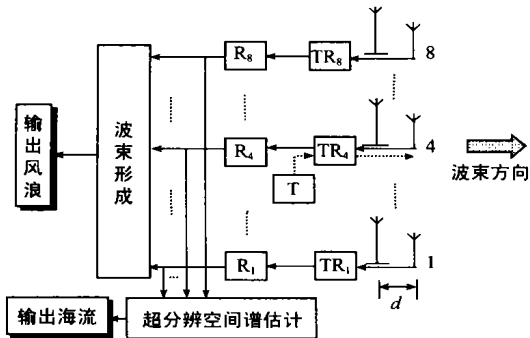 R₈
TR₈
8
输出风浪
波束形成
R₄
TR₄
4
T
波束方向
R₁
TR₁
1
...
d
输出海流
超分辨空间谱估计